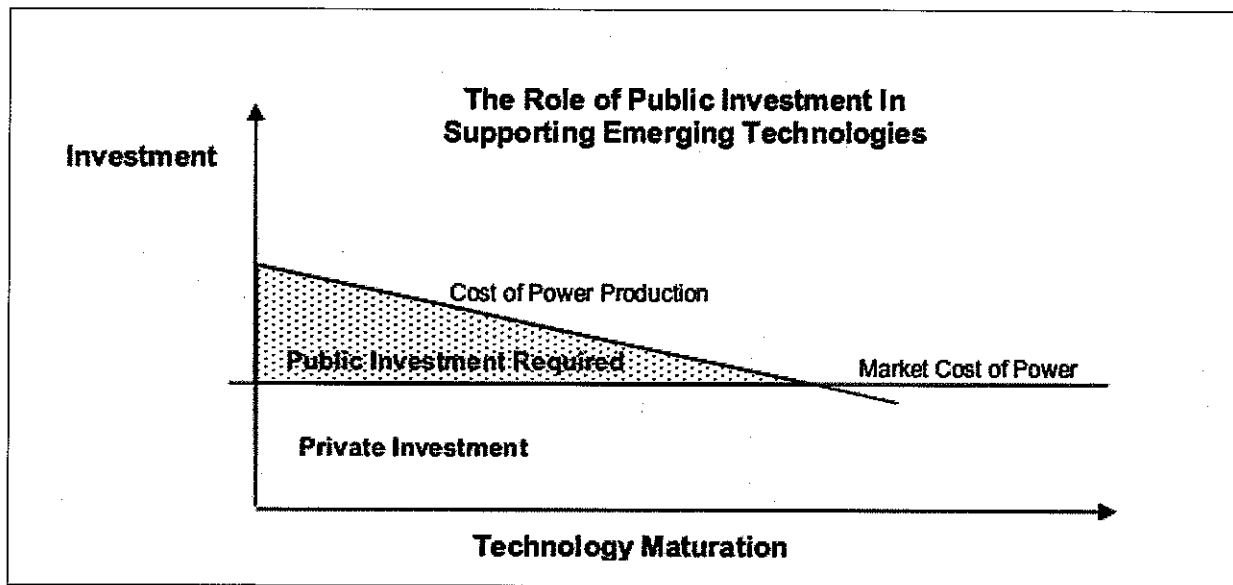 The Role of Public Investment In
Supporting Emerging Technologies
Investment
Cost of Power Production
Public Investment Required
Market Cost of Power
Private Investment
Technology Maturation